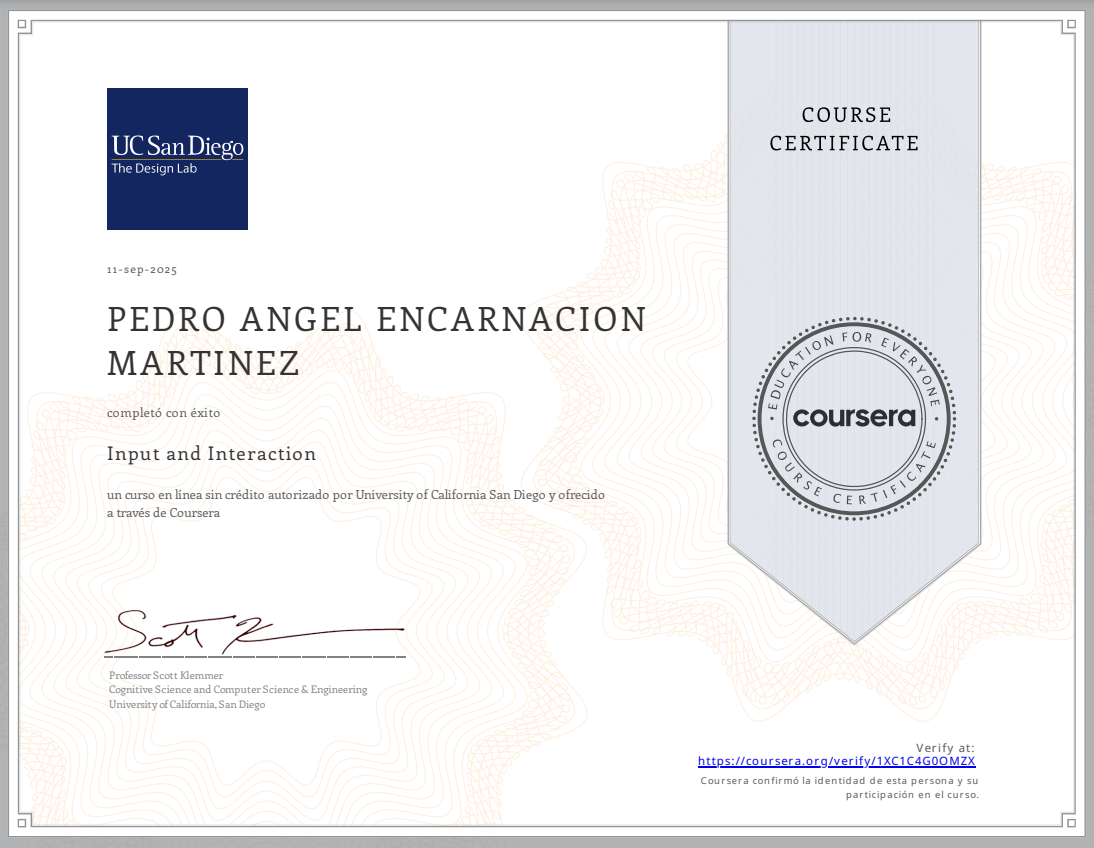 UC San Diego
The Design Lab
COURSE
CERTIFICATE
11-sep-2025
PEDRO ANGEL ENCARNACION
MARTINEZ
completó con éxito
Input and Interaction
un curso en línea sin crédito autorizado por University of California San Diego y ofrecido
a través de Coursera
EDUCATION FOR EVERYONE
coursera
COURSE CERTIFICATE
Scott K
Professor Scott Klemmer
Cognitive Science and Computer Science & Engineering
University of California, San Diego
Verify at:
https://coursera.org/verify/1XC1C4G0OMZX
Coursera confirmó la identidad de esta persona y su
participación en el curso.